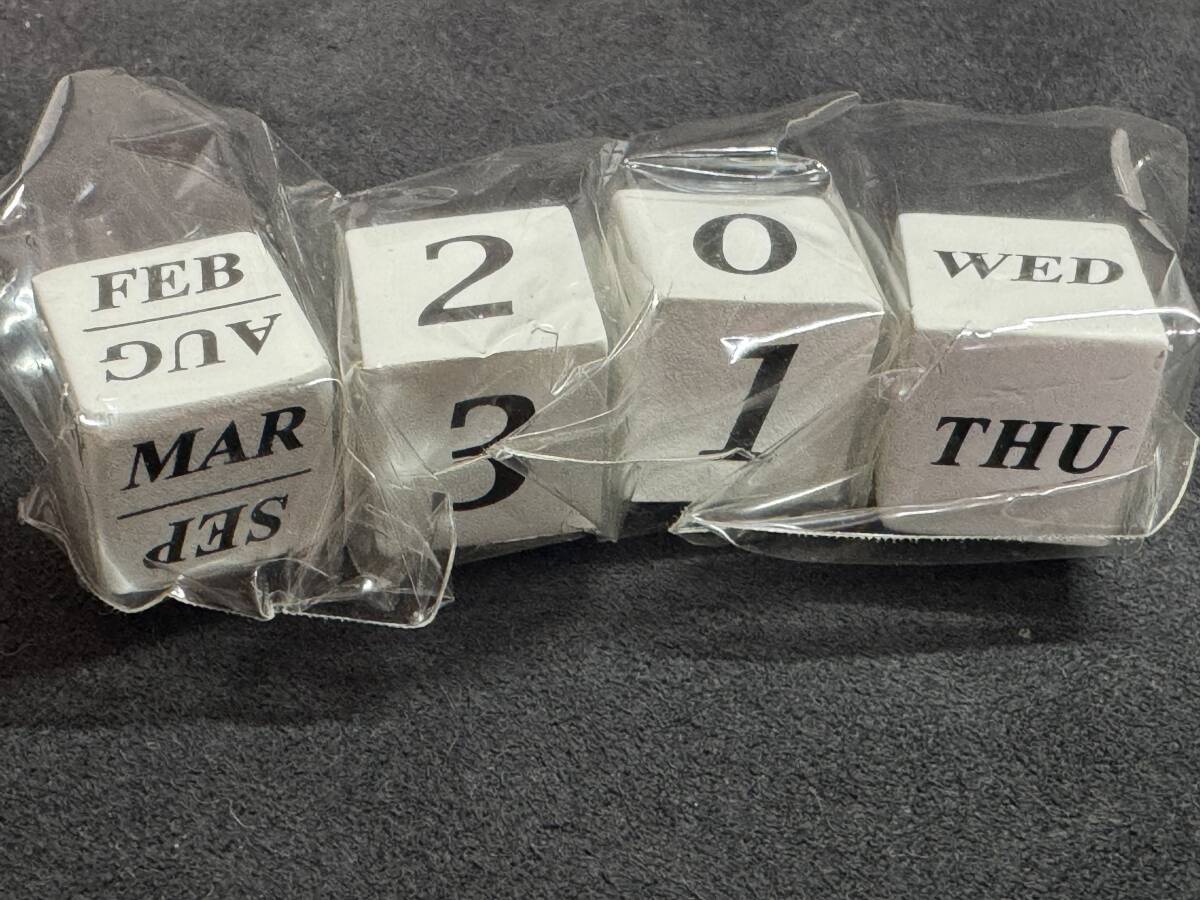 FEB 2 0 WED
AUG
MAR 3 1 THU
SEP